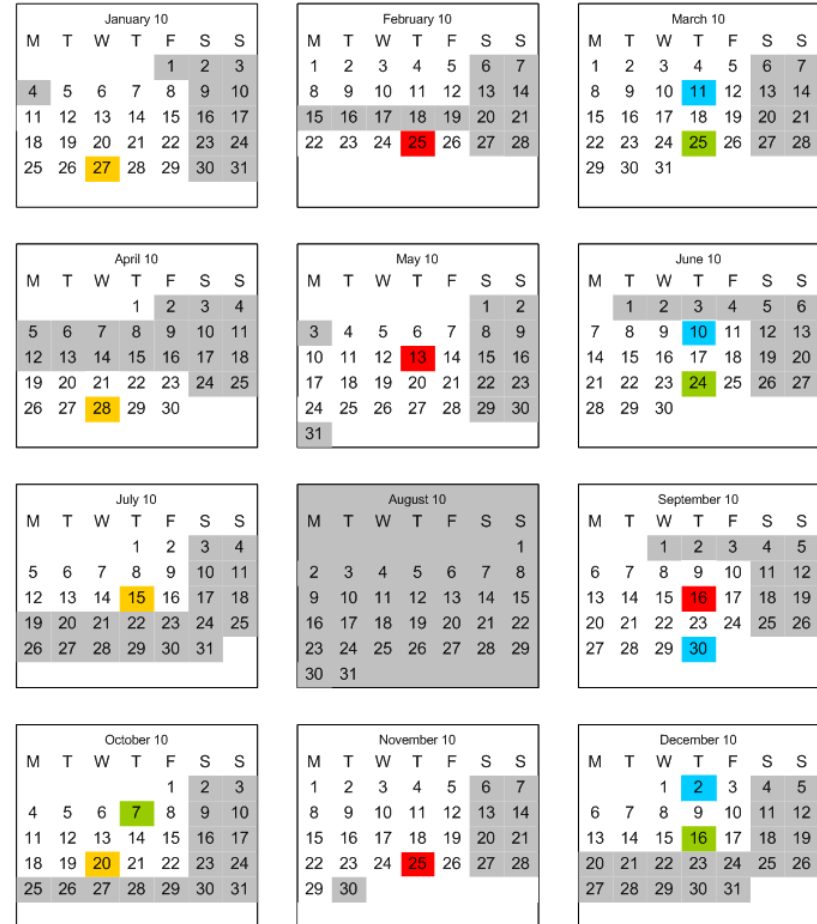 January 10
M T W T F S S
1 2 3
4 5 6 7 8 9 10
11 12 13 14 15 16 17
18 19 20 21 22 23 24
25 26 27 28 29 30 31
February 10
M T W T F S S
1 2 3 4 5 6 7
8 9 10 11 12 13 14
15 16 17 18 19 20 21
22 23 24 25 26 27 28
March 10
M T W T F S S
1 2 3 4 5 6 7
8 9 10 11 12 13 14
15 16 17 18 19 20 21
22 23 24 25 26 27 28
29 30 31
April 10
M T W T F S S
1 2 3 4
5 6 7 8 9 10 11
12 13 14 15 16 17 18
19 20 21 22 23 24 25
26 27 28 29 30
May 10
M T W T F S S
1 2
3 4 5 6 7 8 9
10 11 12 13 14 15 16
17 18 19 20 21 22 23
24 25 26 27 28 29 30
31
June 10
M T W T F S S
1 2 3 4 5 6
7 8 9 10 11 12 13
14 15 16 17 18 19 20
21 22 23 24 25 26 27
28 29 30
July 10
M T W T F S S
1 2 3 4
5 6 7 8 9 10 11
12 13 14 15 16 17 18
19 20 21 22 23 24 25
26 27 28 29 30 31
August 10
M T W T F S S
1
2 3 4 5 6 7 8
9 10 11 12 13 14 15
16 17 18 19 20 21 22
23 24 25 26 27 28 29
30 31
September 10
M T W T F S S
1 2 3 4 5
6 7 8 9 10 11 12
13 14 15 16 17 18 19
20 21 22 23 24 25 26
27 28 29 30
October 10
M T W T F S S
1 2 3
4 5 6 7 8 9 10
11 12 13 14 15 16 17
18 19 20 21 22 23 24
25 26 27 28 29 30 31
November 10
M T W T F S S
1 2 3 4 5 6 7
8 9 10 11 12 13 14
15 16 17 18 19 20 21
22 23 24 25 26 27 28
29 30
December 10
M T W T F S S
1 2 3 4 5
6 7 8 9 10 11 12
13 14 15 16 17 18 19
20 21 22 23 24 25 26
27 28 29 30 31